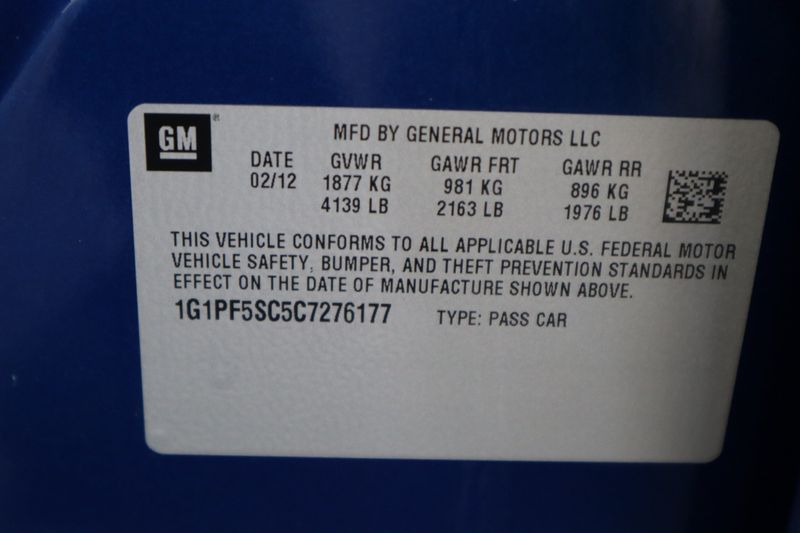 GM
MFD BY GENERAL MOTORS LLC
DATE GVWR GAWR FRT GAWR RR
02/12 1877 KG 981 KG 896 KG
4139 LB 2163 LB 1976 LB
THIS VEHICLE CONFORMS TO ALL APPLICABLE U.S. FEDERAL MOTOR
VEHICLE SAFETY, BUMPER, AND THEFT PREVENTION STANDARDS IN
EFFECT ON THE DATE OF MANUFACTURE SHOWN ABOVE.
1G1PF5SC5C7276177 TYPE: PASS CAR